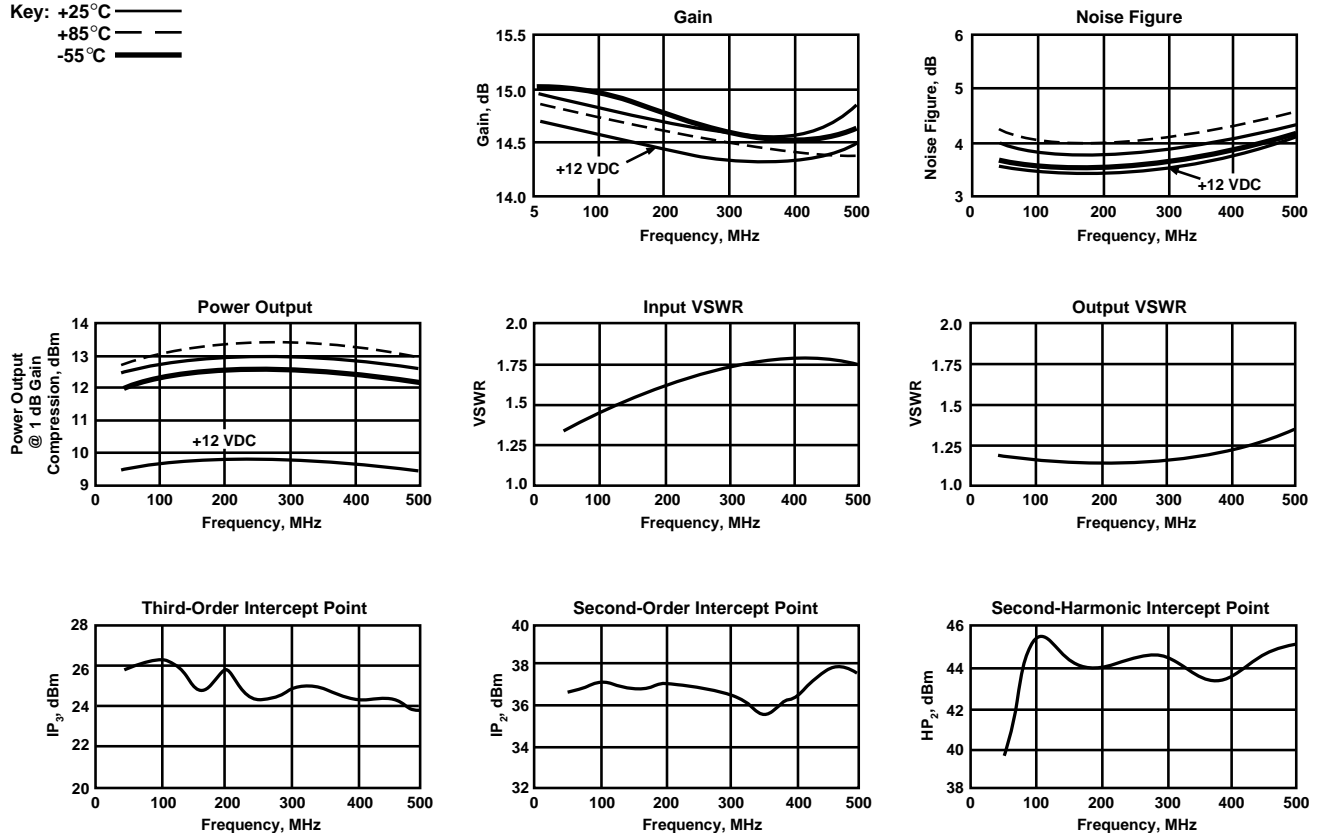 Key: +25°C
+85°C
-55°C
Gain
15.5
15.0
14.5
14.0
Gain, dB
+12 VDC
5 100 200 300 400 500
Frequency, MHz
Noise Figure
6
5
4
3
Noise Figure, dB
+12 VDC
0 100 200 300 400 500
Frequency, MHz
Power Output
14
13
12
11
10
9
Power Output
@ 1 dB Gain
Compression, dBm
+12 VDC
0 100 200 300 400 500
Frequency, MHz
Input VSWR
2.0
1.75
1.5
1.25
1.0
VSWR
0 100 200 300 400 500
Frequency, MHz
Output VSWR
2.0
1.75
1.5
1.25
1.0
VSWR
0 100 200 300 400 500
Frequency, MHz
Third-Order Intercept Point
28
26
24
22
20
IP3, dBm
0 100 200 300 400 500
Frequency, MHz
Second-Order Intercept Point
40
38
36
34
32
IP2, dBm
0 100 200 300 400 500
Frequency, MHz
Second-Harmonic Intercept Point
46
44
42
40
38
HP2, dBm
0 100 200 300 400 500
Frequency, MHz